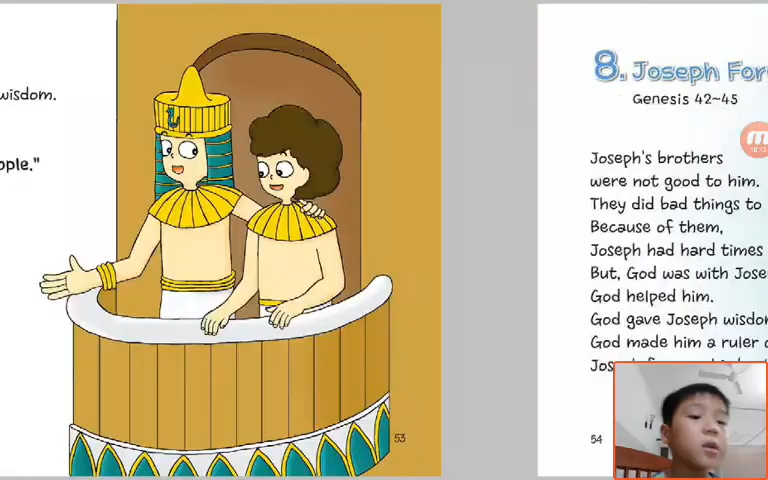 wisdom.
ople."
53
8. Joseph For
Genesis 42~45
Joseph's brothers
were not good to him.
They did bad things to
Because of them,
Joseph had hard times
But, God was with Jose
God helped him.
God gave Joseph wisdom
God made him a ruler
54